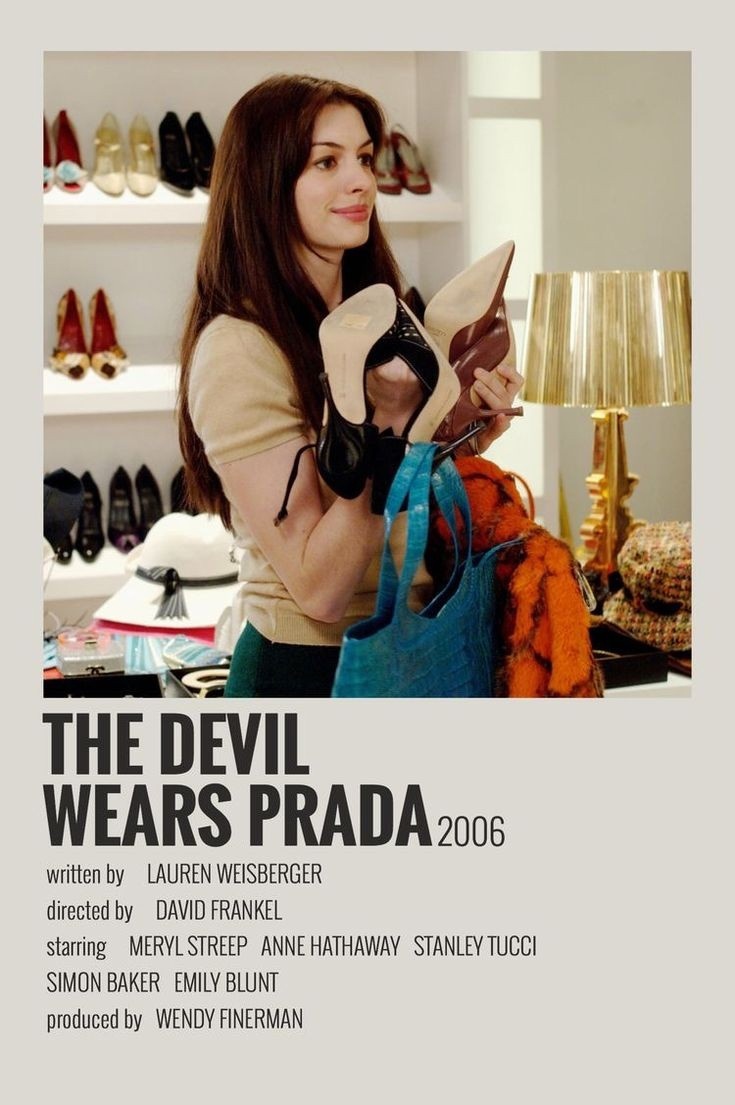 THE DEVIL
WEARS PRADA 2006
written by LAUREN WEISBERGER
directed by DAVID FRANKEL
starring MERYL STREEP ANNE HATHAWAY STANLEY TUCCI
SIMON BAKER EMILY BLUNT
produced by WENDY FINERMAN